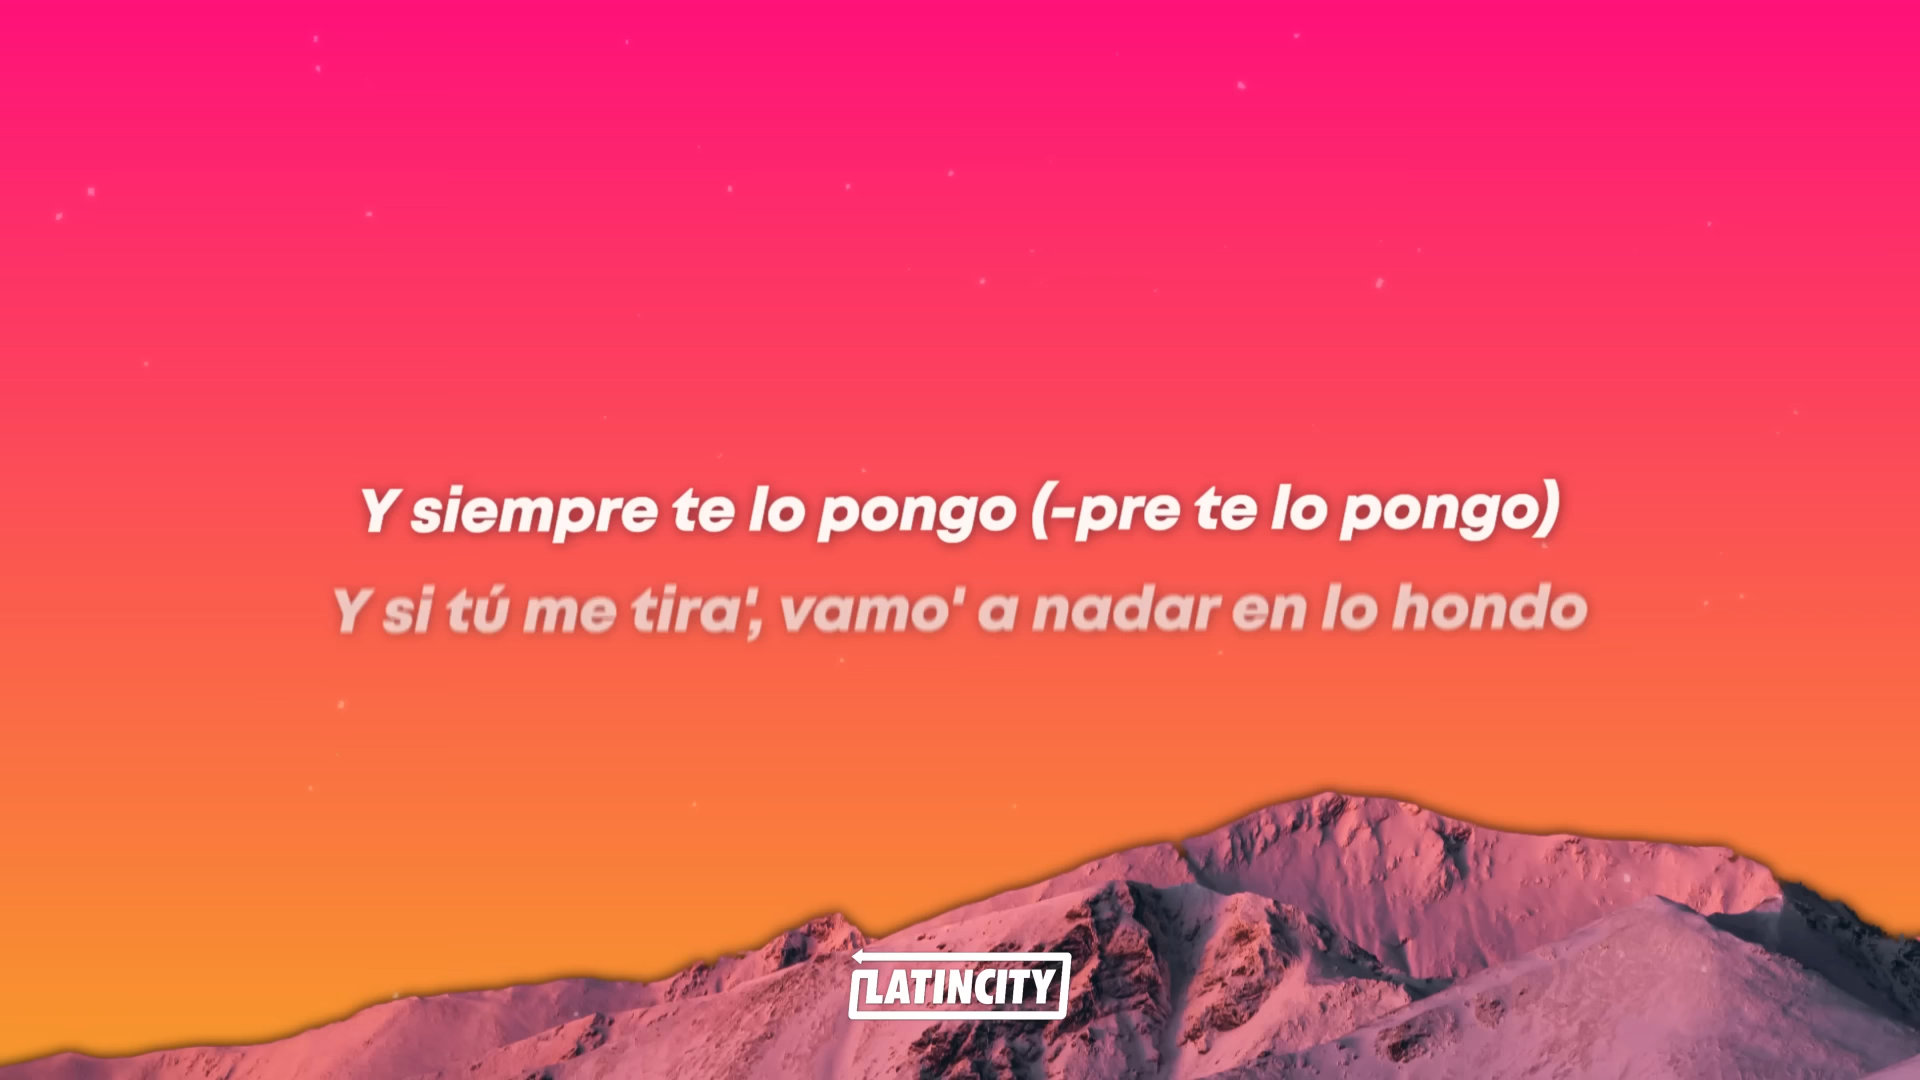 Y siempre te lo pongo (-pre te lo pongo)
Y si tú me tira', vamo' a nadar en lo hondo
LATINCITY